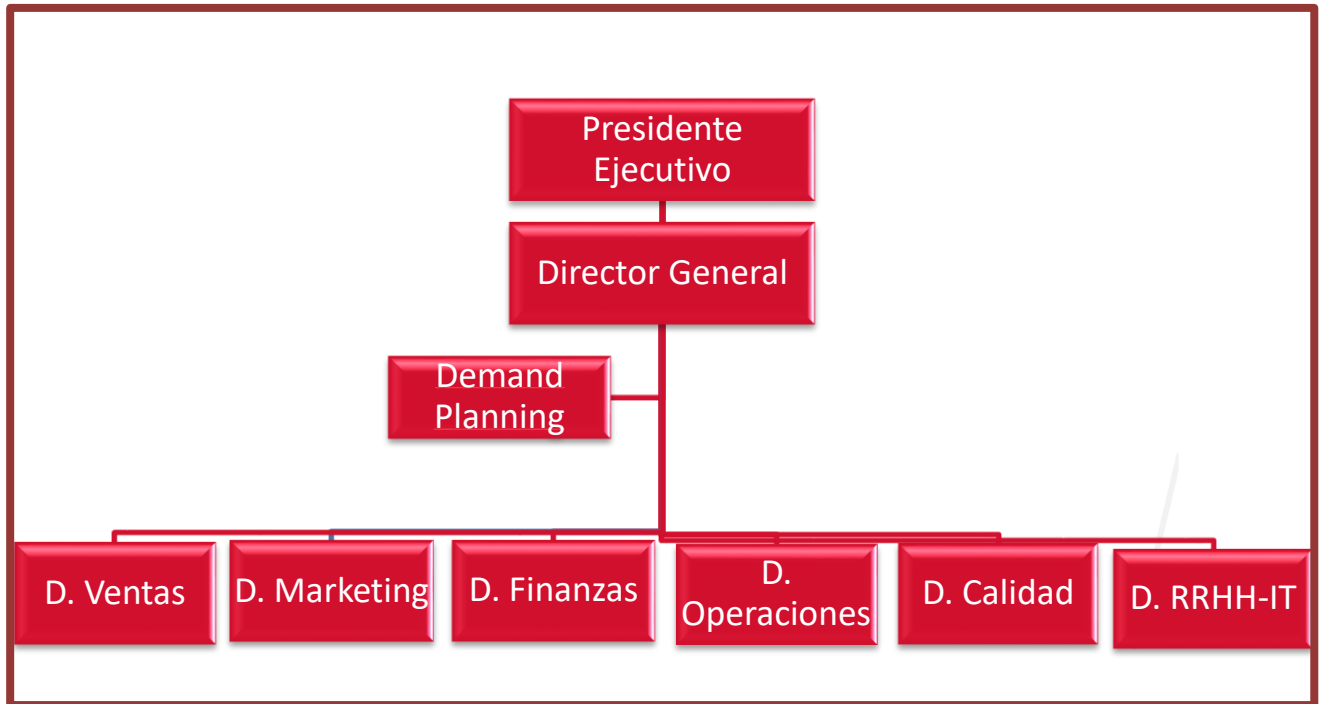 Presidente
Ejecutivo
Director General
Demand
Planning
D. Ventas
D. Marketing
D. Finanzas
D.
Operaciones
D. Calidad
D. RRHH-IT